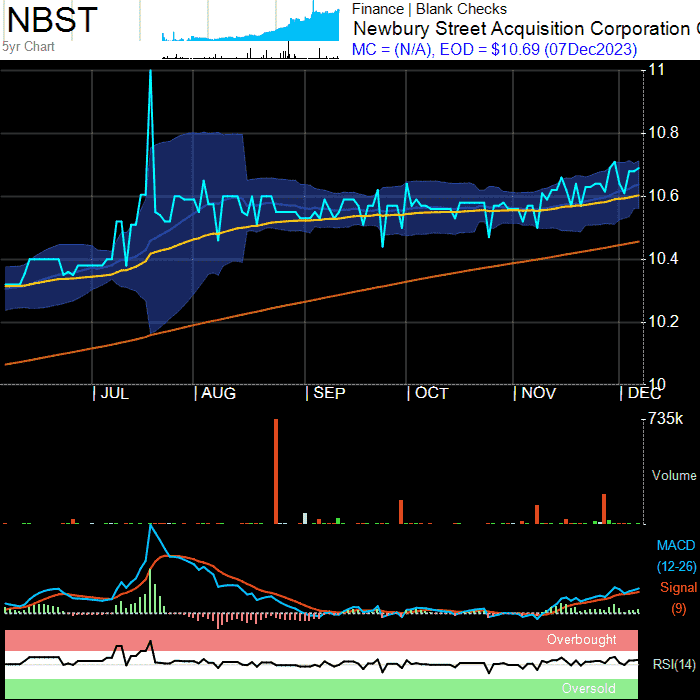 NBST
5yr Chart
Finance | Blank Checks
Newbury Street Acquisition Corporation
MC = (N/A), EOD = $10.69 (07Dec2023)
11
10.8
10.6
10.4
10.2
10
JUL AUG SEP OCT NOV DEC
735k
Volume
MACD
(12-26)
Signal
(9)
Overbought
RSI(14)
Oversold